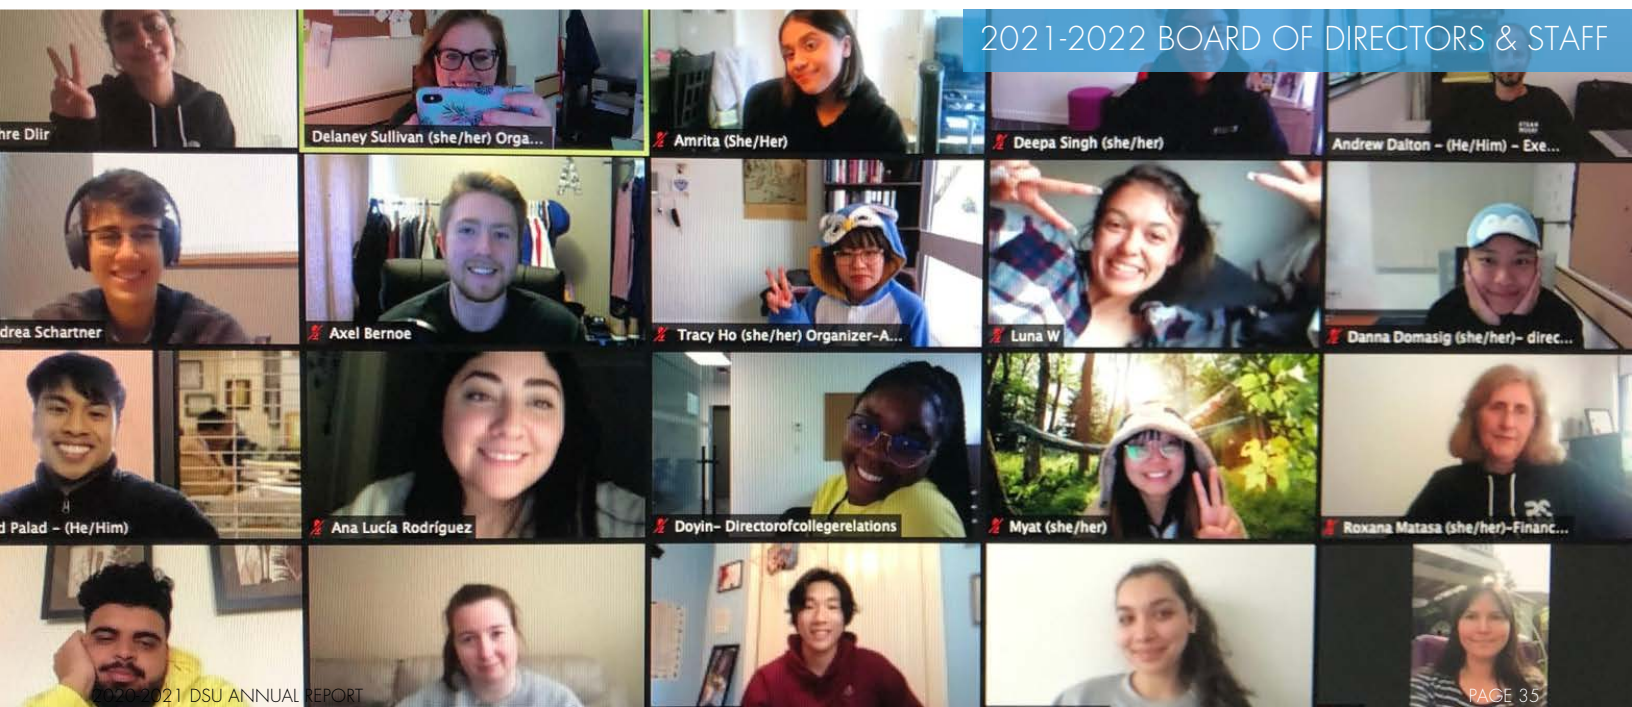 2021-2022 BOARD OF DIRECTORS & STAFF
hre Dlir
Delaney Sullivan (she/her) Orga...
Amrita (She/Her)
Deepa Singh (she/her)
Andrew Dalton - (He/Him) - Exe...
drea Schartner
Axel Bernoe
Tracy Ho (she/her) Organizer-A...
Luna W
Danna Domasig (she/her)- direc...
d Palad - (He/Him)
Ana Lucía Rodríguez
Doyin- Directorofcollegerelations
Myat (she/her)
Roxana Matasa (she/her)-Financ...
2020-2021 DSU ANNUAL REPORT
PAGE 35